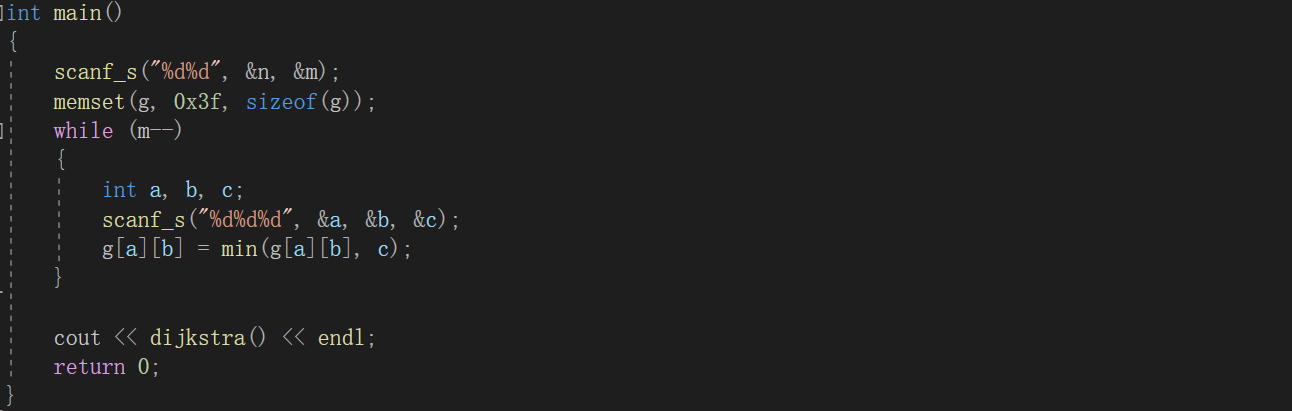 int main()
{
scanf_s("%d%d", &n, &m);
memset(g, 0x3f, sizeof(g));
while (m--)
{
int a, b, c;
scanf_s("%d%d%d", &a, &b, &c);
g[a][b] = min(g[a][b], c);
}
cout << dijkstra() << endl;
return 0;
}